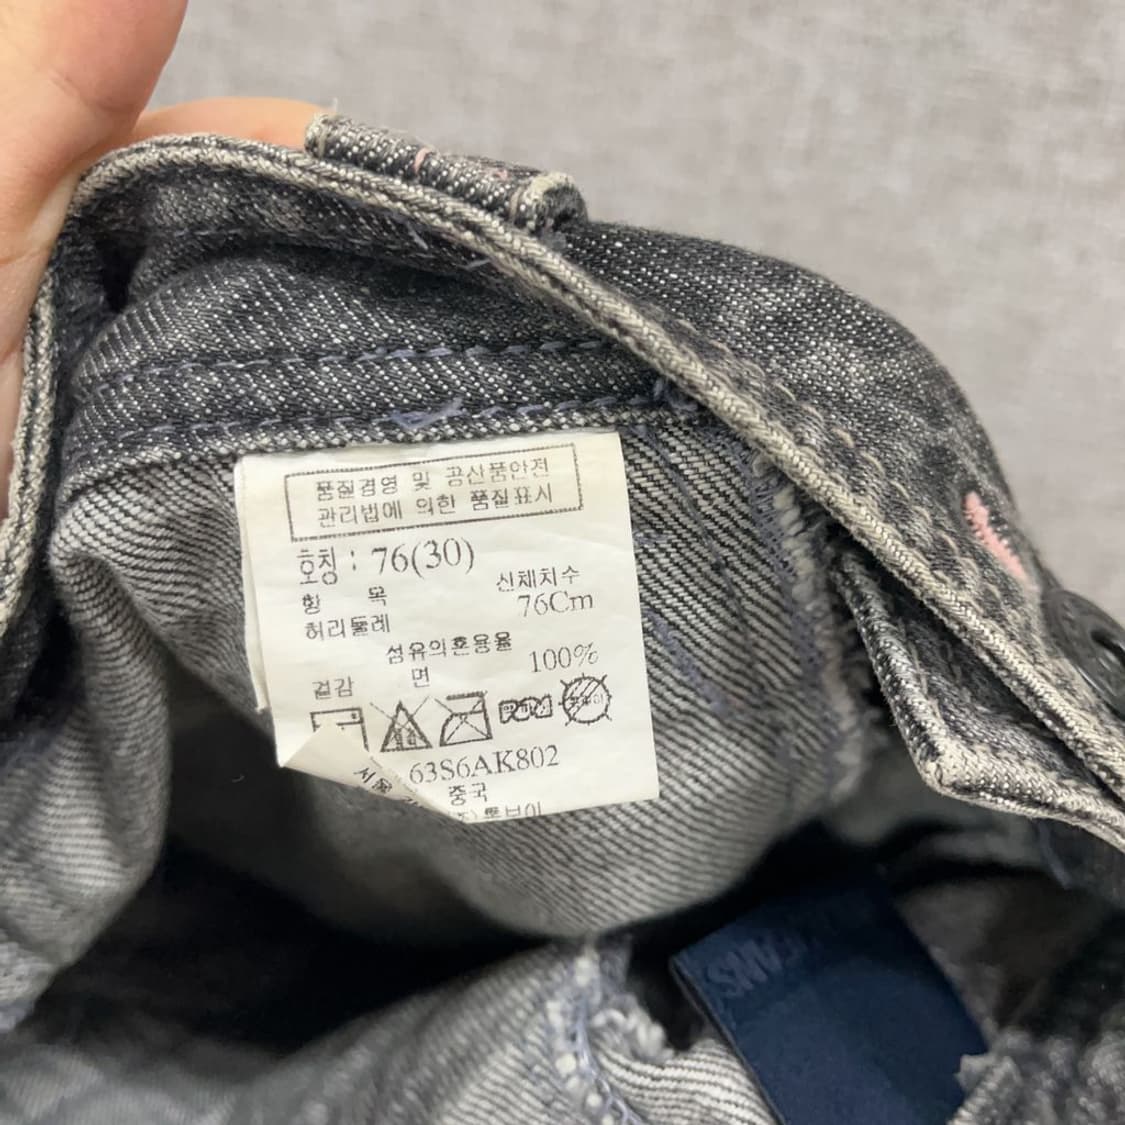 품질경영 및 공산품안전
관리법에 의한 품질표시
호칭 : 76(30)
항 목 신체치수
허리둘레 76Cm
섬유의혼용율
겉감 면 100%
63S6AK802
중국